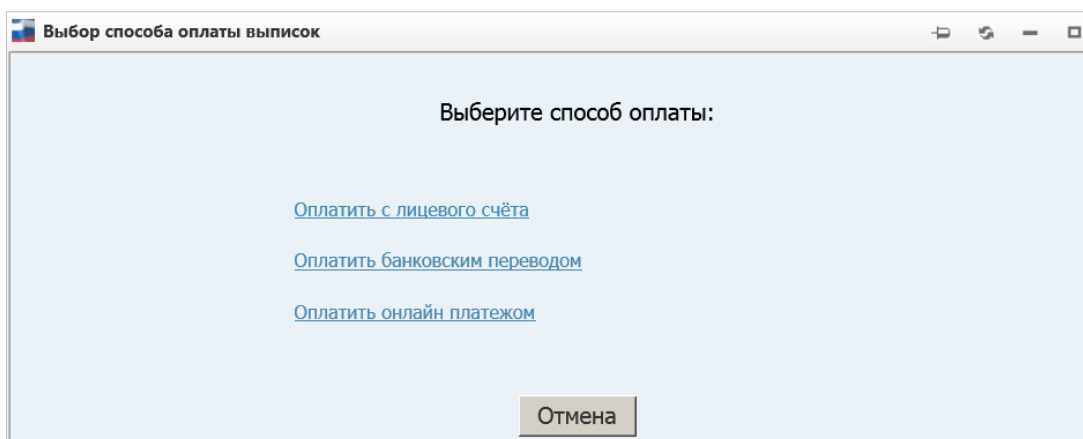 Выбор способа оплаты выписок
Выберите способ оплаты:
Оплатить с лицевого счёта
Оплатить банковским переводом
Оплатить онлайн платежом
Отмена